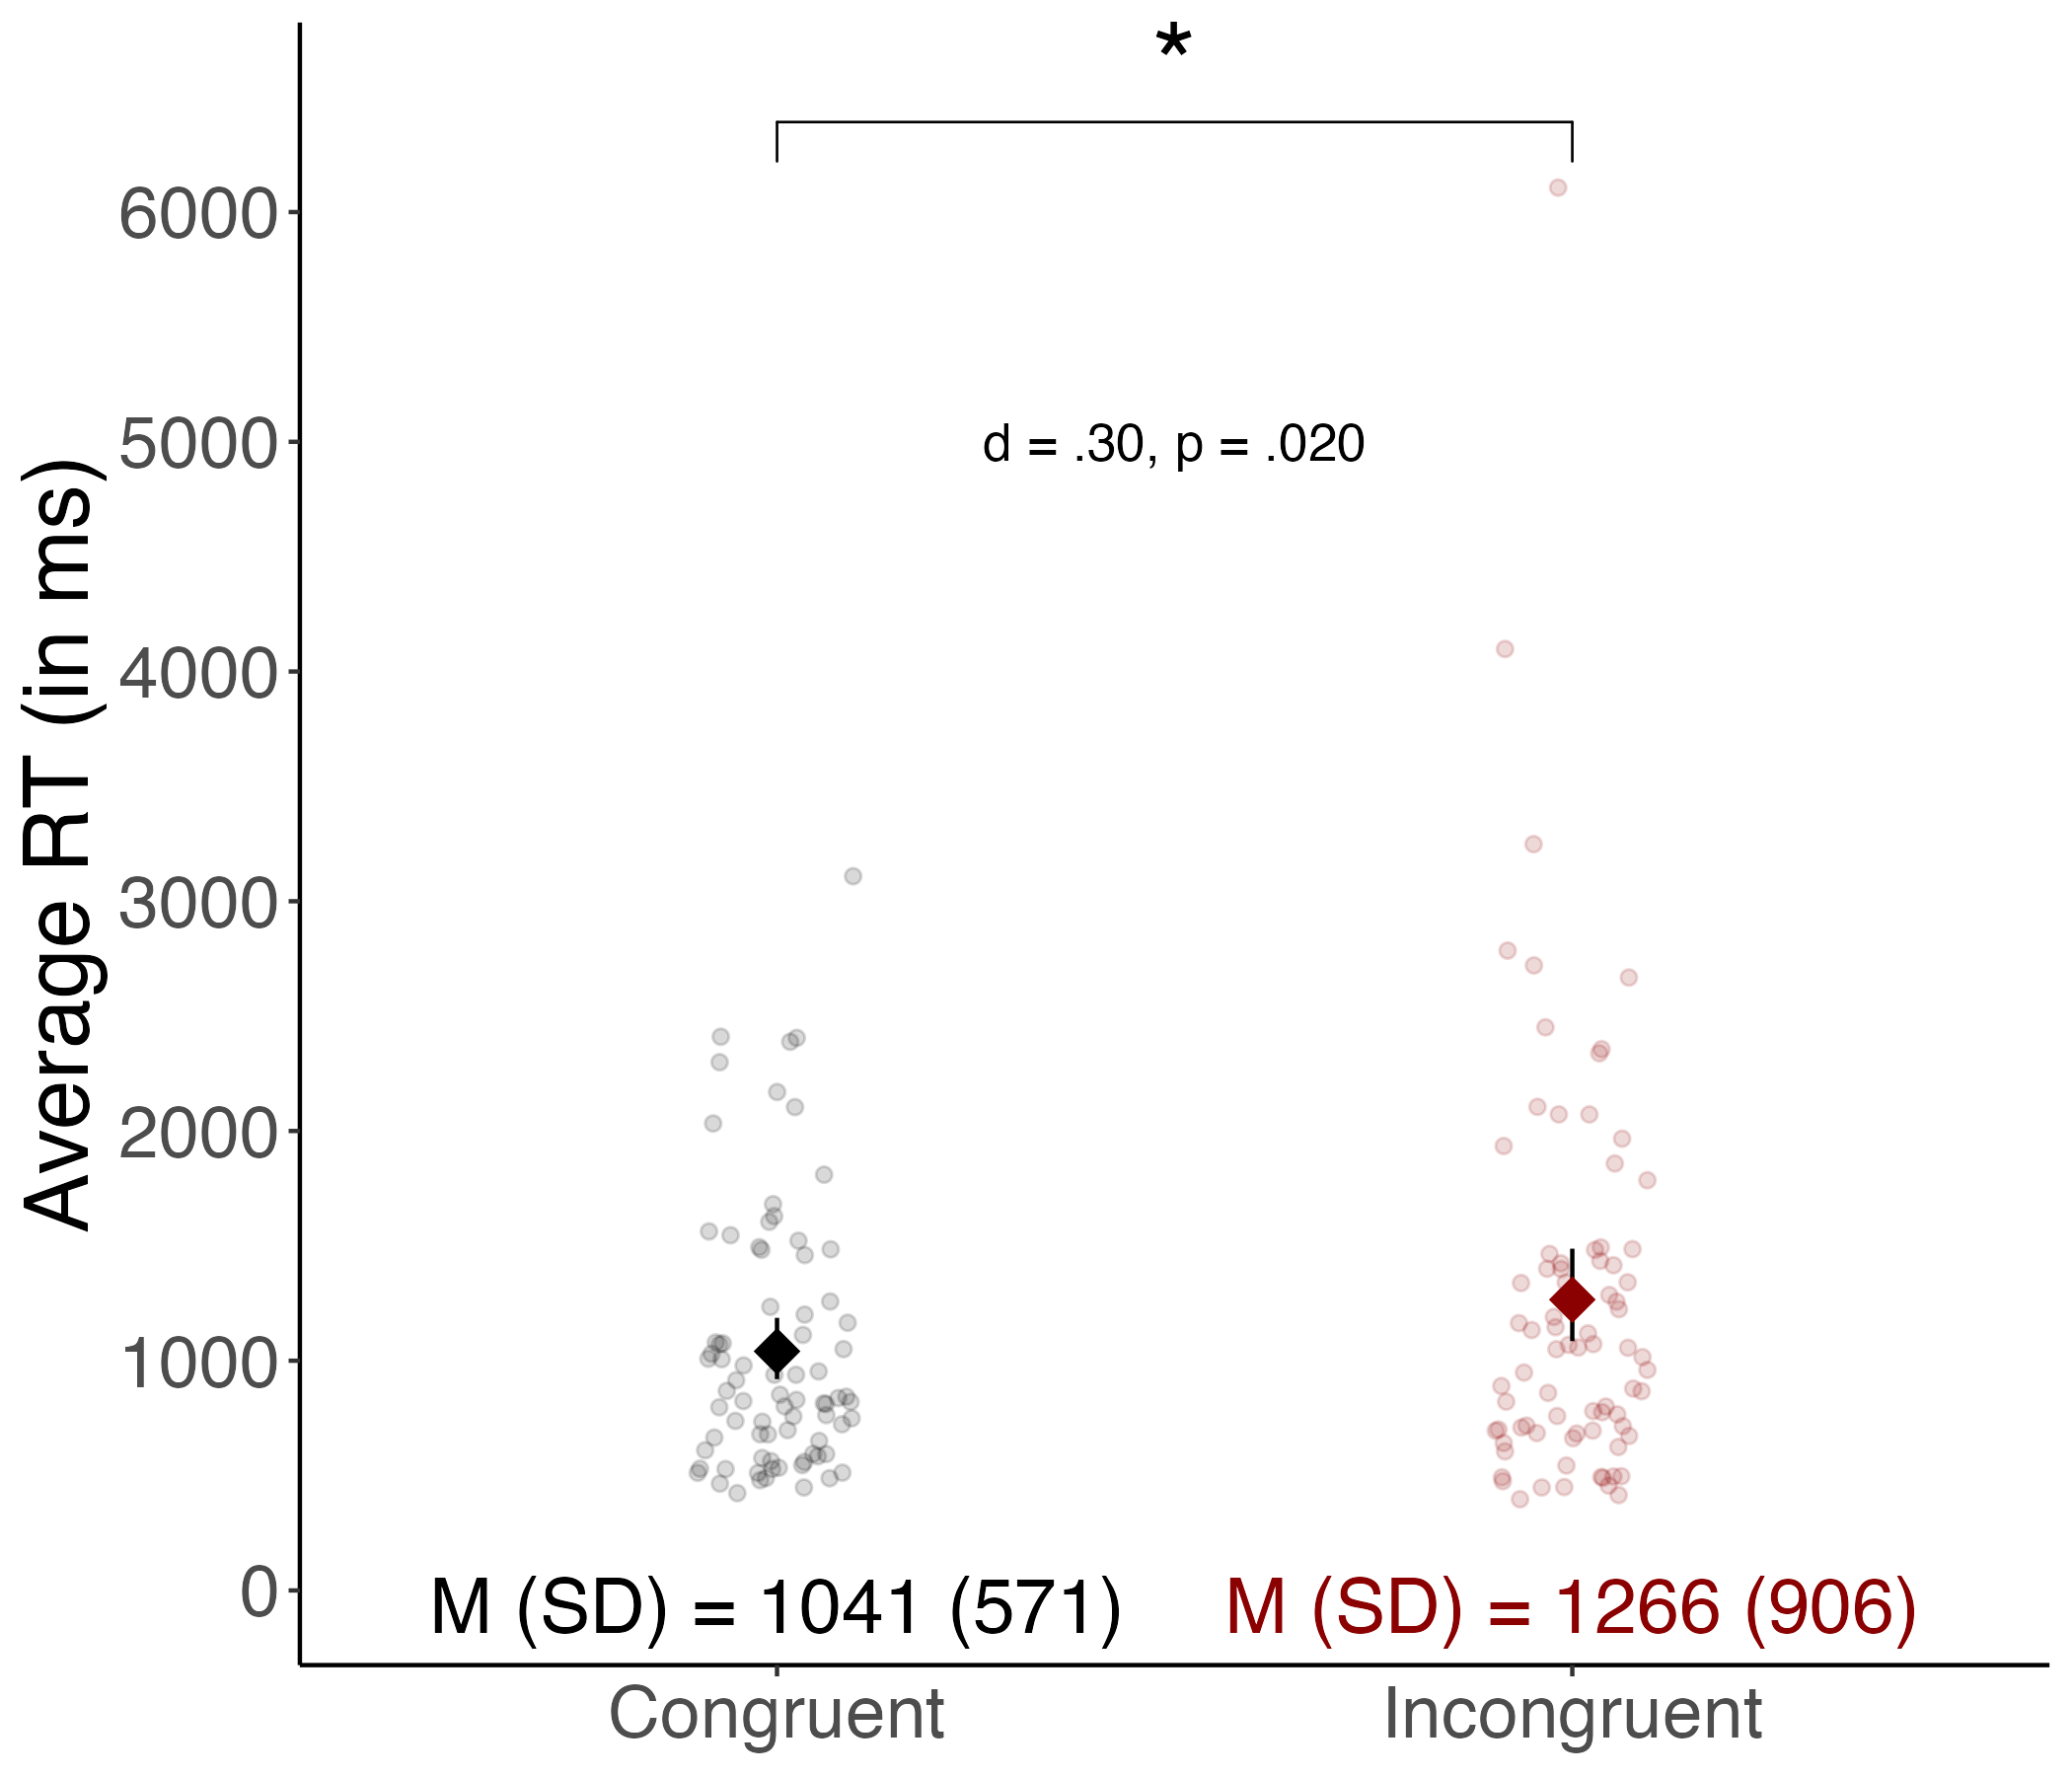 *
6000
5000
4000
3000
2000
1000
0
Average RT (in ms)
d = .30, p = .020
M (SD) = 1041 (571)
M (SD) = 1266 (906)
Congruent
Incongruent